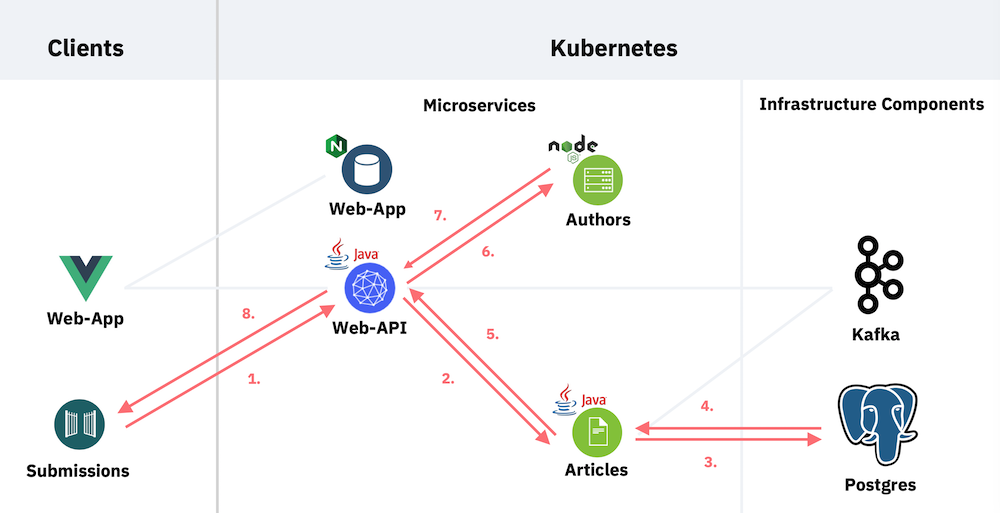 Clients
Kubernetes
Microservices
Infrastructure Components
N
node
JS
Web-App
Authors
7.
6.
Java
Web-API
Web-App
Kafka
8.
1.
5.
2.
Java
Articles
4.
3.
Submissions
Postgres